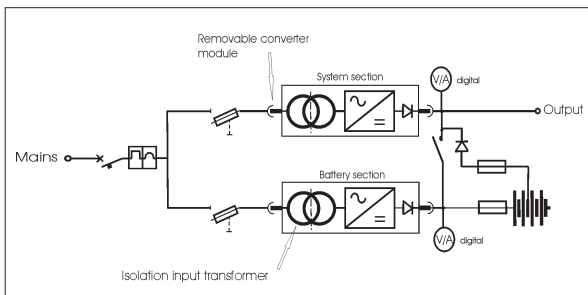 Removable converter
module
System section
V/A digital
Output
Mains
Battery section
V/A digital
Isolation input transformer